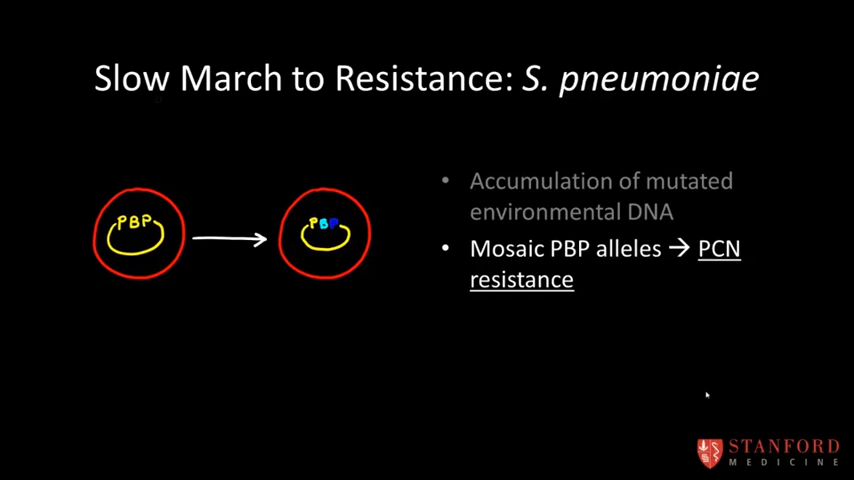 Slow March to Resistance: S. pneumoniae
PBP
PBP
• Accumulation of mutated
environmental DNA
• Mosaic PBP alleles → PCN
resistance
STANFORD
MEDICINE